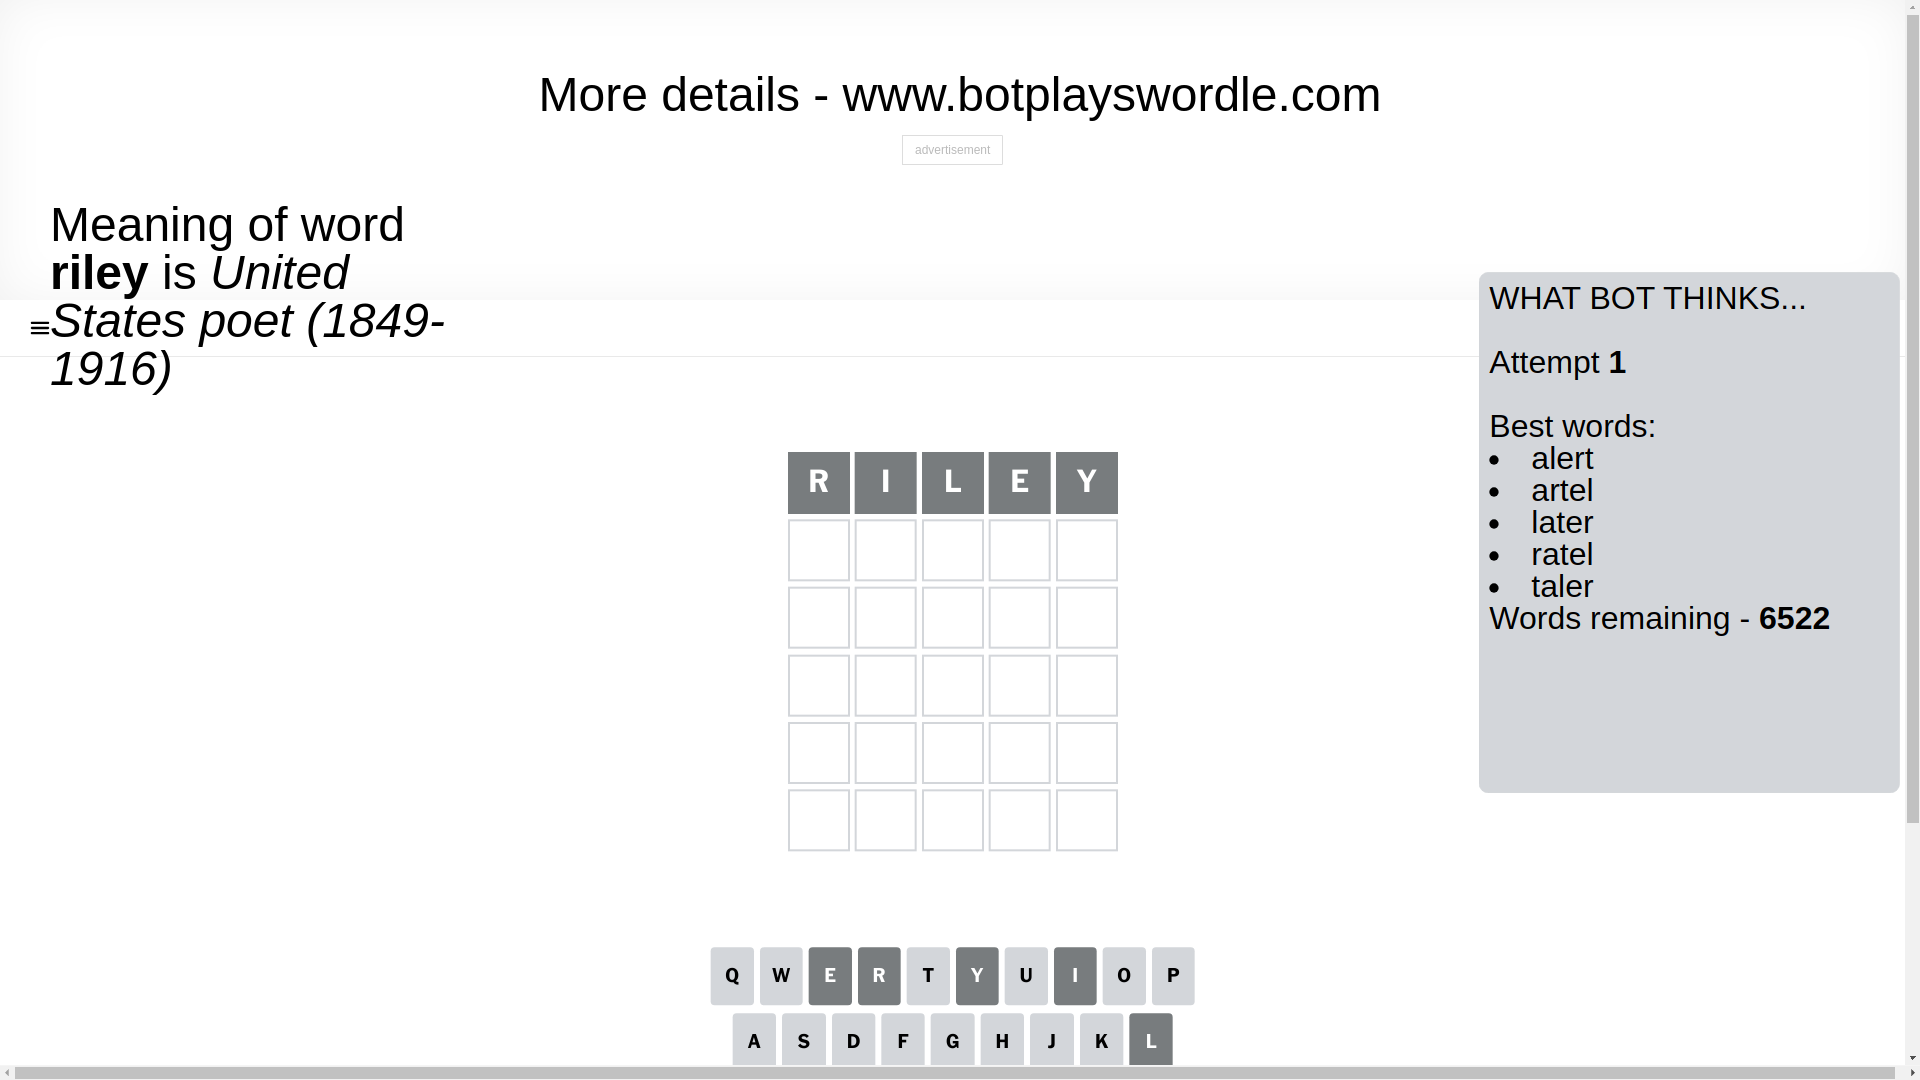 More details - www.botplayswordle.com
advertisement
Meaning of word
riley is United
States poet (1849-
1916)
WHAT BOT THINKS...
Attempt 1
Best words:
• alert
• artel
• later
• ratel
• taler
Words remaining - 6522
R I L E Y
Q W E R T Y U I O P
A S D F G H J K L